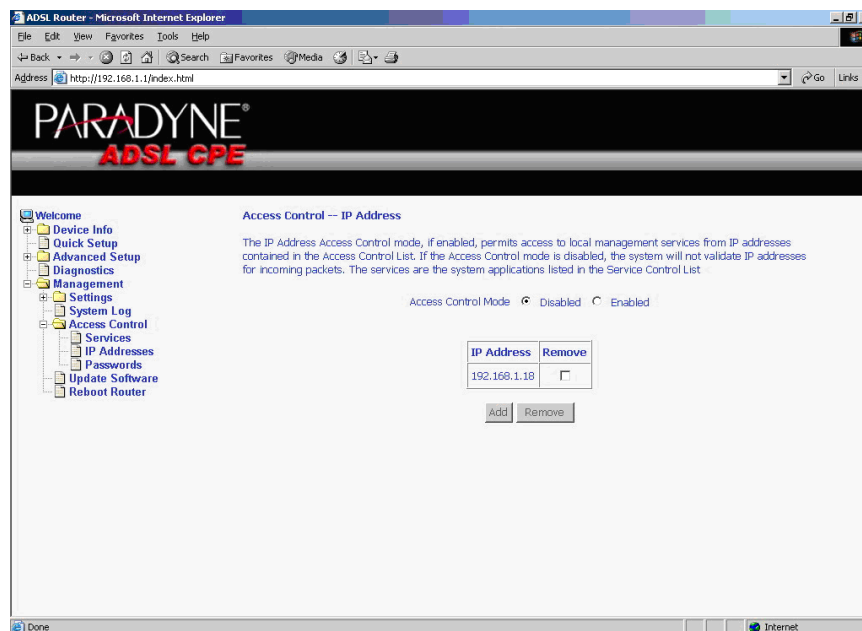 ADSL Router - Microsoft Internet Explorer
File Edit View Favorites Tools Help
Back Search Favorites Media
Address http://192.168.1.1/index.html Go Links
PARADYNE®
ADSL CPE
Welcome
Device Info
Quick Setup
Advanced Setup
Diagnostics
Management
Settings
System Log
Access Control
Services
IP Addresses
Passwords
Update Software
Reboot Router
Access Control -- IP Address
The IP Address Access Control mode, if enabled, permits access to local management services from IP addresses
contained in the Access Control List. If the Access Control mode is disabled, the system will not validate IP addresses
for incoming packets. The services are the system applications listed in the Service Control List
Access Control Mode Disabled Enabled
IP Address Remove
192.168.1.18
Add Remove
Done Internet